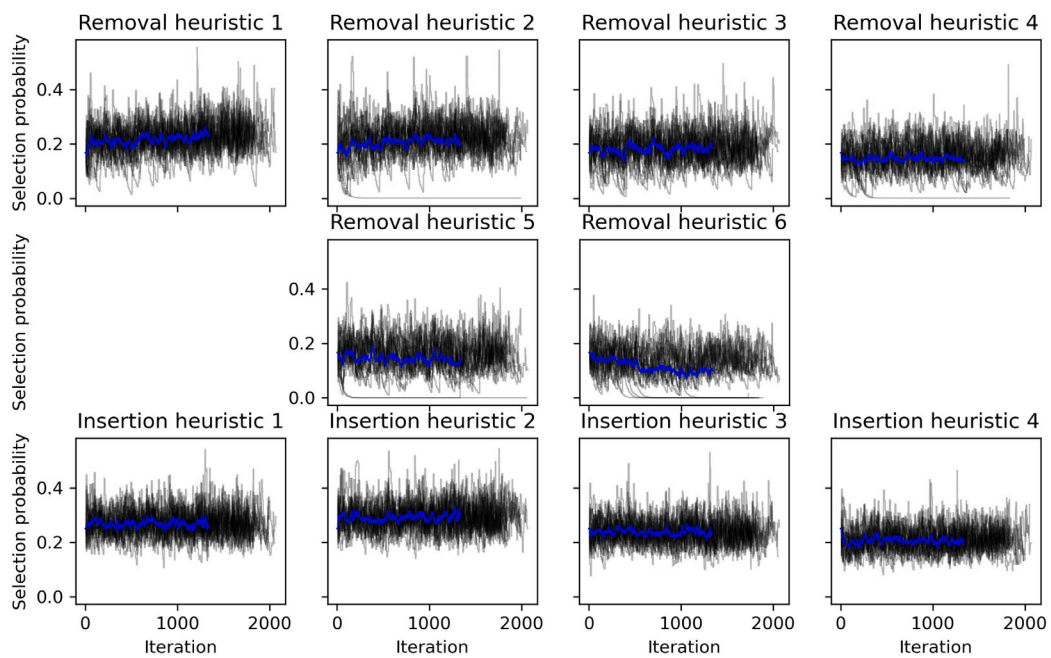 Removal heuristic 1 Removal heuristic 2 Removal heuristic 3 Removal heuristic 4
Selection probability
0.4
0.2
0.0
0 1000 2000
Removal heuristic 5 Removal heuristic 6
Selection probability
0.4
0.2
0.0
Insertion heuristic 1 Insertion heuristic 2 Insertion heuristic 3 Insertion heuristic 4
Selection probability
0.4
0.2
0.0
0 1000 2000 0 1000 2000 0 1000 2000 0 1000 2000
Iteration Iteration Iteration Iteration